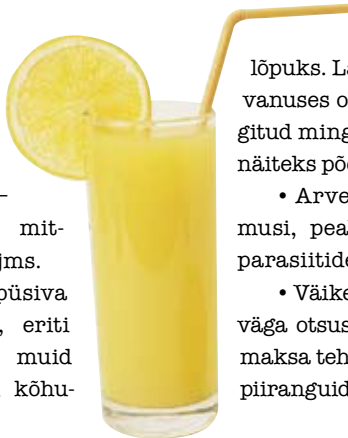 –
mit-
jms.
püsiva
, eriti
muid
kõhu-
lõpuks. La
vanuses o
gitud ming
näiteks põ
• Arve
musi, peal
parasiitide
• Väike
väga otsus
maksa teh
piiranguid